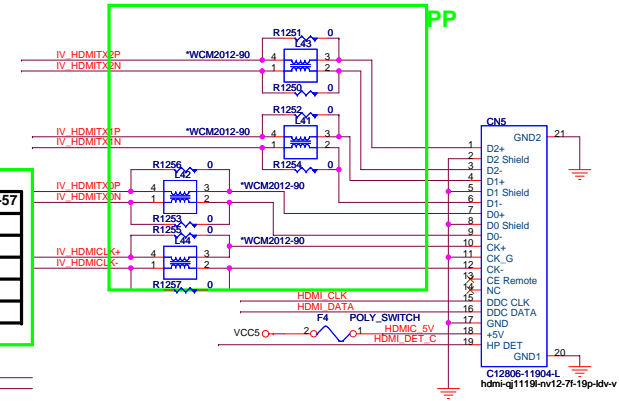 PP
R1251 0
L43
IV_HDMITX2P *WCM2012-90 4 3
IV_HDMITX2N 1 2
R1250 0
R1252 0
L41
IV_HDMITX1P *WCM2012-90 4 3
IV_HDMITX1N 1 2
R1256 0 R1254 0
L42
IV_HDMITX0P 4 3 *WCM2012-90
IV_HDMITX0N 1 2
R1253 0
R1255 0
L44
*WCM2012-90
IV_HDMICLK+ 4 3
IV_HDMICLK- 1 2
R1257 0
-57
HDMI_CLK
HDMI_DATA
F4 POLY_SWITCH
VCC5 2 1 HDMIC_5V
HDMI_DET_C
CN5
GND2 21
1 D2+
2 D2 Shield
3 D2-
4 D1+
5 D1 Shield
6 D1-
7 D0+
8 D0 Shield
9 D0-
10 CK+
11 CK_G
12 CK-
13 CE Remote
14 NC
15 DDC CLK
16 DDC DATA
17 GND
18 +5V
19 HP DET
GND1 20
C12806-11904-L
hdmi-qj1119l-nv12-7f-19p-ldv-v